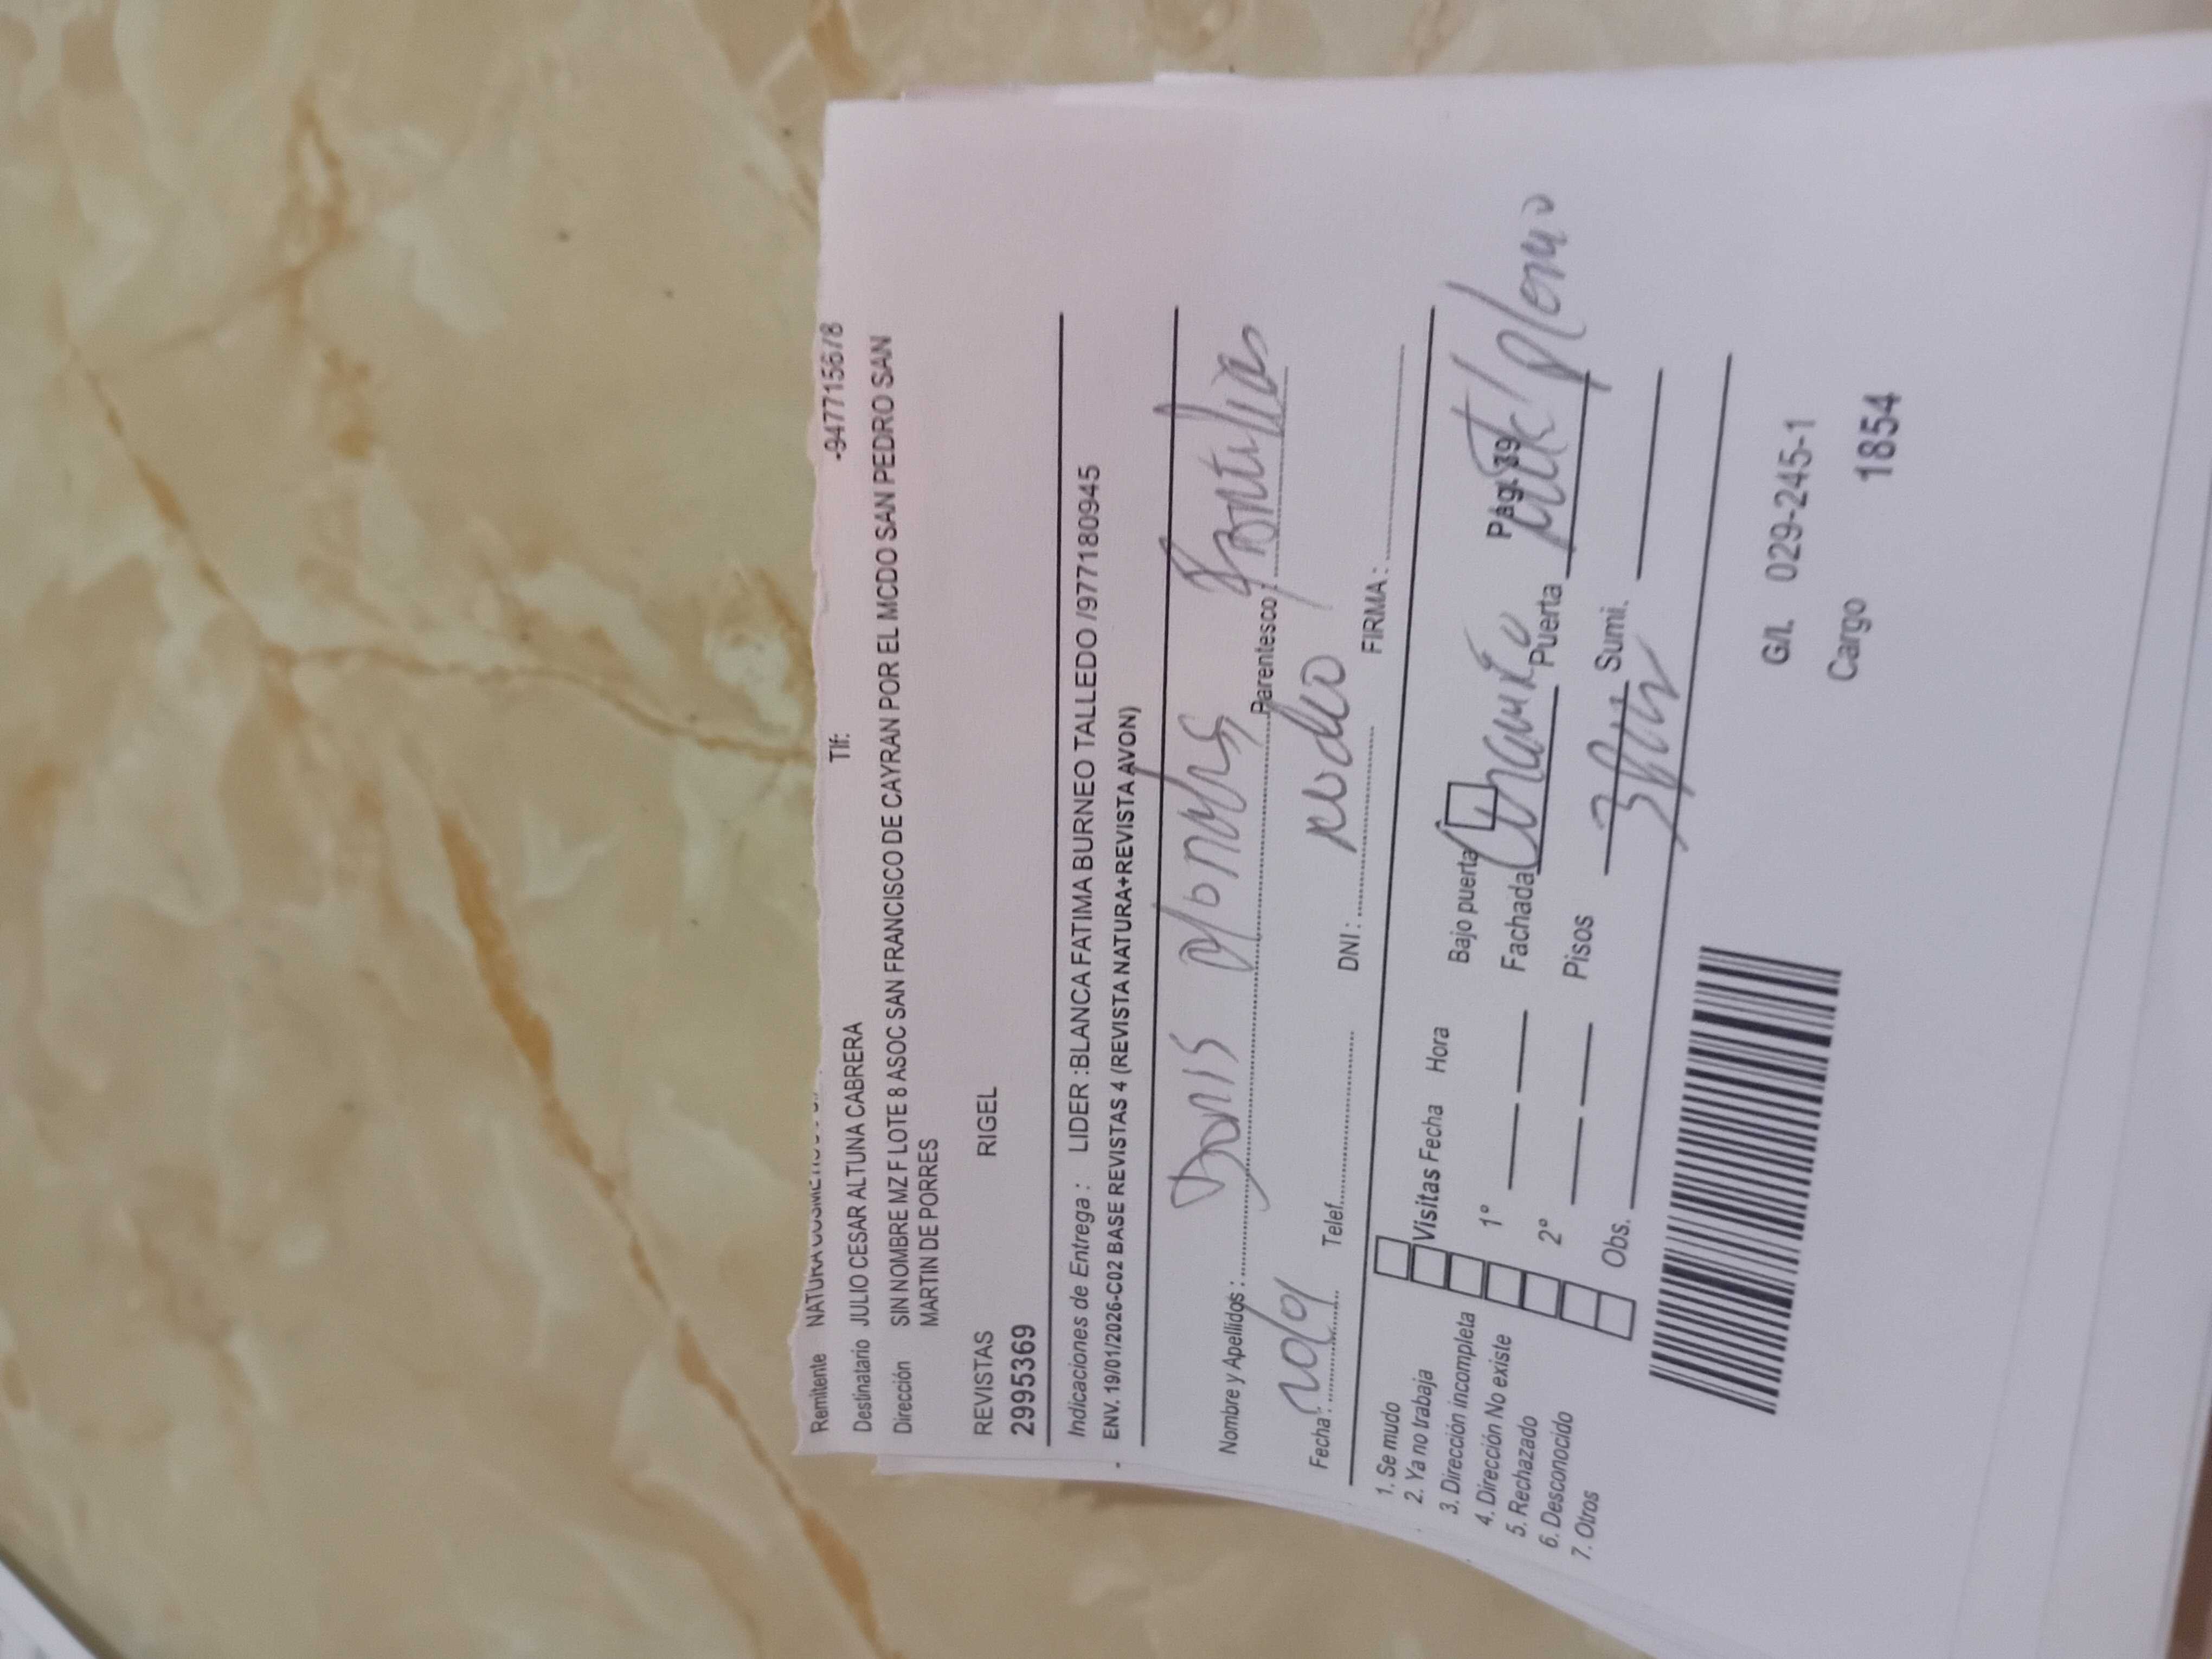 Remitente NATURA
Destinatario JULIO CESAR ALTUNA CABRERA Tlf: -947715678
Dirección SIN NOMBRE MZ F LOTE 8 ASOC SAN FRANCISCO DE CAYRAN POR EL MCDO SAN PEDRO SAN
MARTIN DE PORRES
REVISTAS RIGEL
2995369
Indicaciones de Entrega : LIDER :BLANCA FATIMA BURNEO TALLEDO /977180945
ENV. 19/01/2026-C02 BASE REVISTAS 4 (REVISTA NATURA+REVISTA AVON)
Nombre y Apellidos : Parentesco :
Fecha : Telef. DNI : FIRMA :
1. Se mudo
2. Ya no trabaja
3. Dirección incompleta
4. Dirección No existe
5. Rechazado
6. Desconocido
7. Otros
Visitas Fecha Hora Bajo puerta Pág. 39
1° Fachada Puerta
2° Pisos Sumi.
Obs.
G/L 029-245-1
Cargo 1854